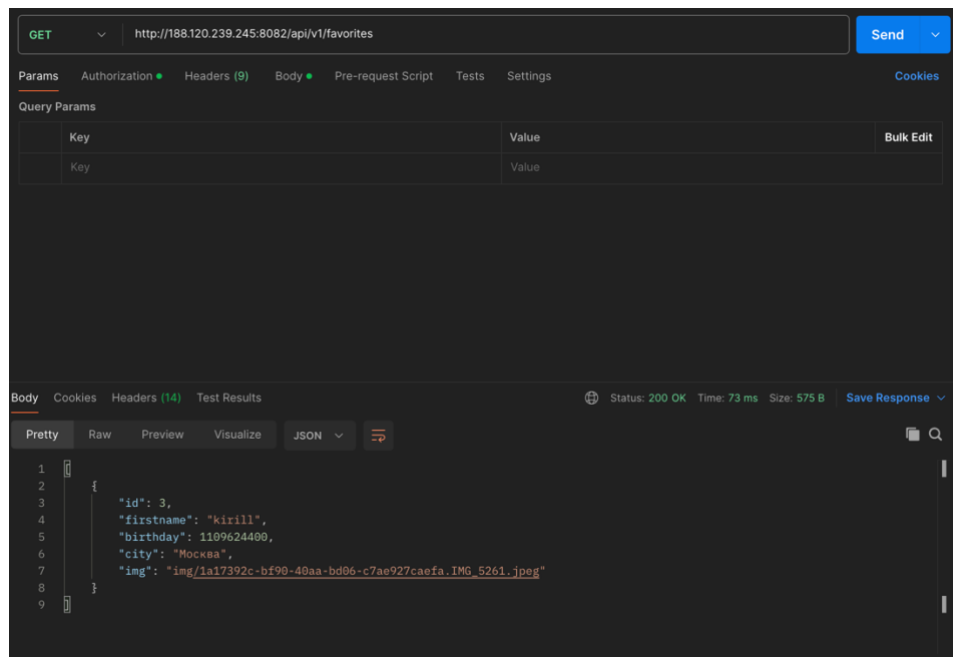 GET http://188.120.239.245:8082/api/v1/favorites Send
Params Authorization Headers (9) Body Pre-request Script Tests Settings Cookies
Query Params
Key Value Bulk Edit
Key Value
Body Cookies Headers (14) Test Results Status: 200 OK Time: 73 ms Size: 575 B Save Response
Pretty Raw Preview Visualize JSON
1 [
2 {
3 "id": 3,
4 "firstname": "kirill",
5 "birthday": 1109624400,
6 "city": "Москва",
7 "img": "img/1a17392c-bf90-40aa-bd06-c7ae927caefa.IMG_5261.jpeg"
8 }
9 ]